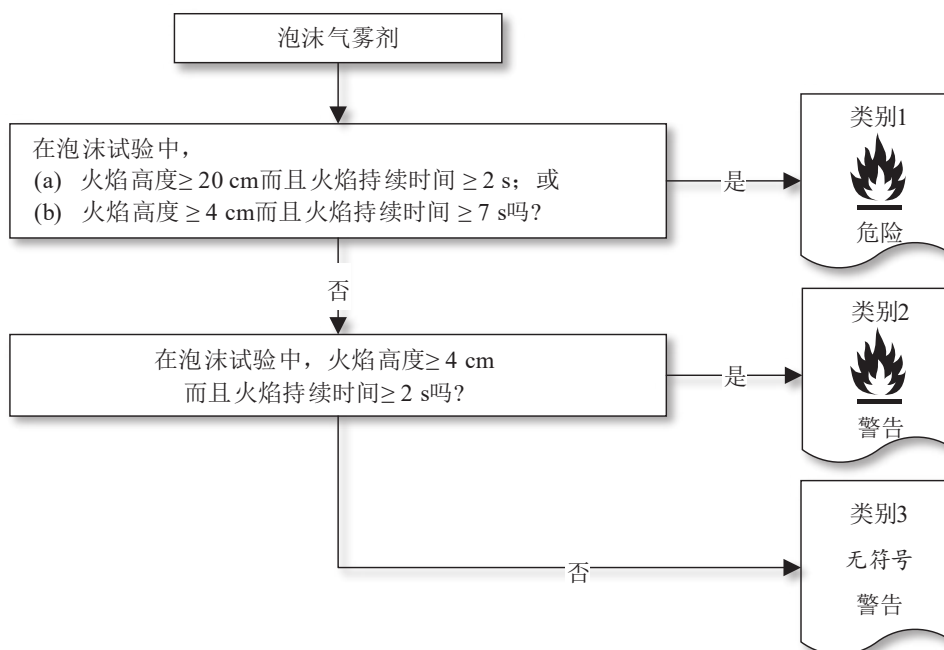 泡沫气雾剂
在泡沫试验中，
(a) 火焰高度≥ 20 cm而且火焰持续时间 ≥ 2 s；或
(b) 火焰高度 ≥ 4 cm而且火焰持续时间 ≥ 7 s吗?
是
类别1
危险
否
在泡沫试验中，火焰高度≥ 4 cm
而且火焰持续时间≥ 2 s吗?
是
类别2
警告
否
类别3
无符号
警告